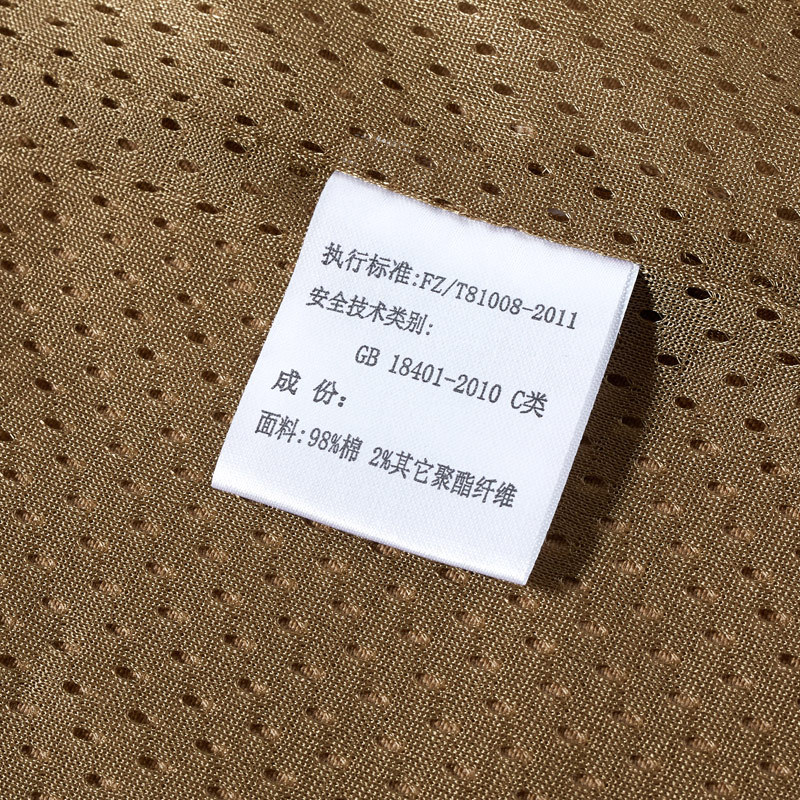 执行标准:FZ/T81008-2011
安全技术类别:
GB 18401-2010 C类
成 份:
面料:98%棉 2%其它聚酯纤维